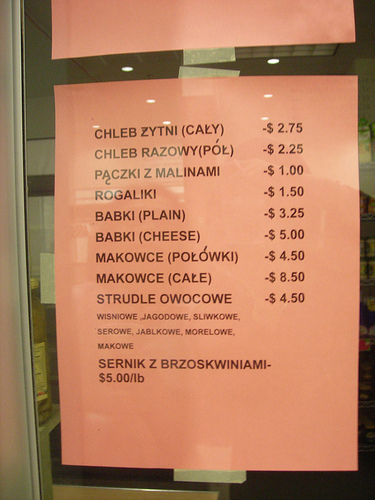 CHLEB ŻYTNI (CAŁY) -$ 2.75
CHLEB RAZOWY(PÓŁ) -$ 2.25
PĄCZKI Z MALINAMI -$ 1.00
ROGALIKI -$ 1.50
BABKI (PLAIN) -$ 3.25
BABKI (CHEESE) -$ 5.00
MAKOWCE (POŁÓWKI) -$ 4.50
MAKOWCE (CAŁE) -$ 8.50
STRUDLE OWOCOWE -$ 4.50
WISNIOWE ,JAGODOWE, SLIWKOWE,
SEROWE, JABLKOWE, MORELOWE,
MAKOWE
SERNIK Z BRZOSKWINIAMI-
$5.00/lb